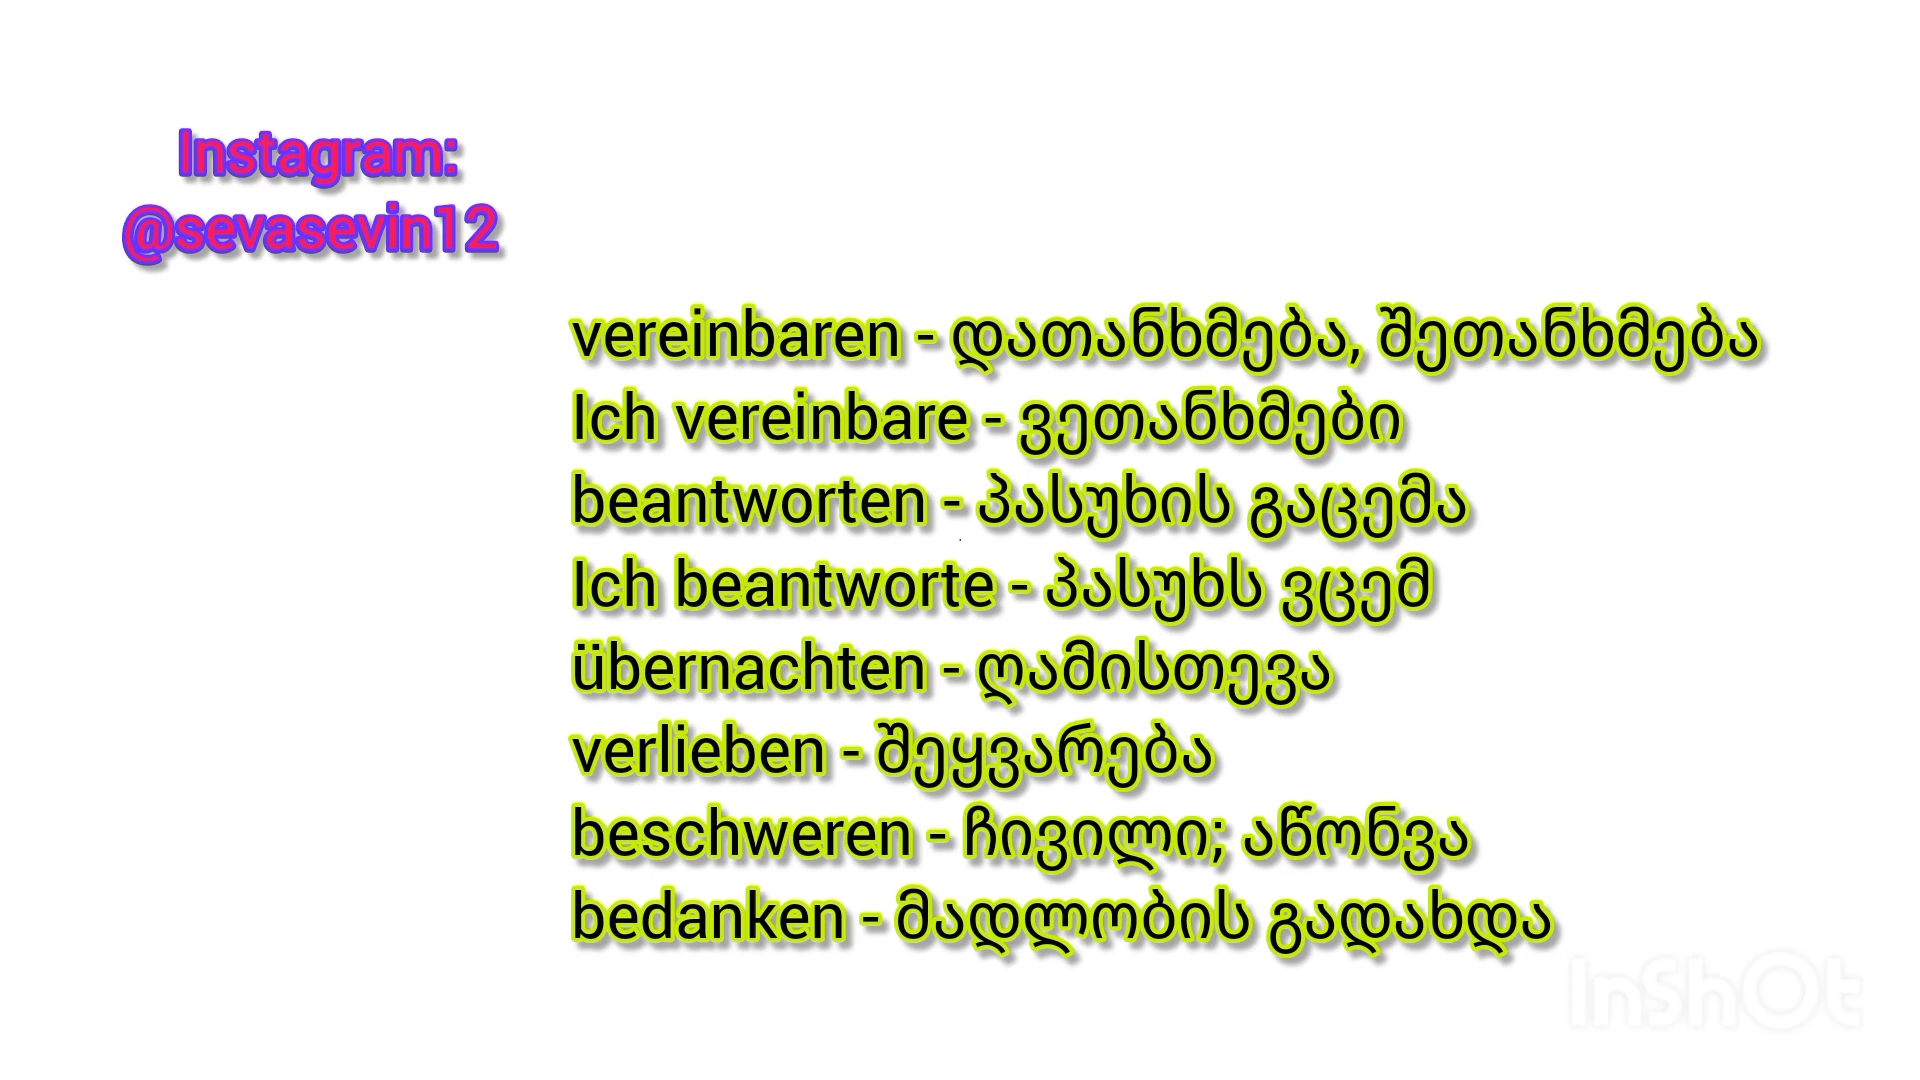 Instagram:
@sevasevin12
vereinbaren - დათანხმება, შეთანხმება
Ich vereinbare - ვეთანხმები
beantworten - პასუხის გაცემა
Ich beantworte - პასუხს ვცემ
übernachten - ღამისთევა
verlieben - შეყვარება
beschweren - ჩივილი; აწონვა
bedanken - მადლობის გადახდა
InShOt